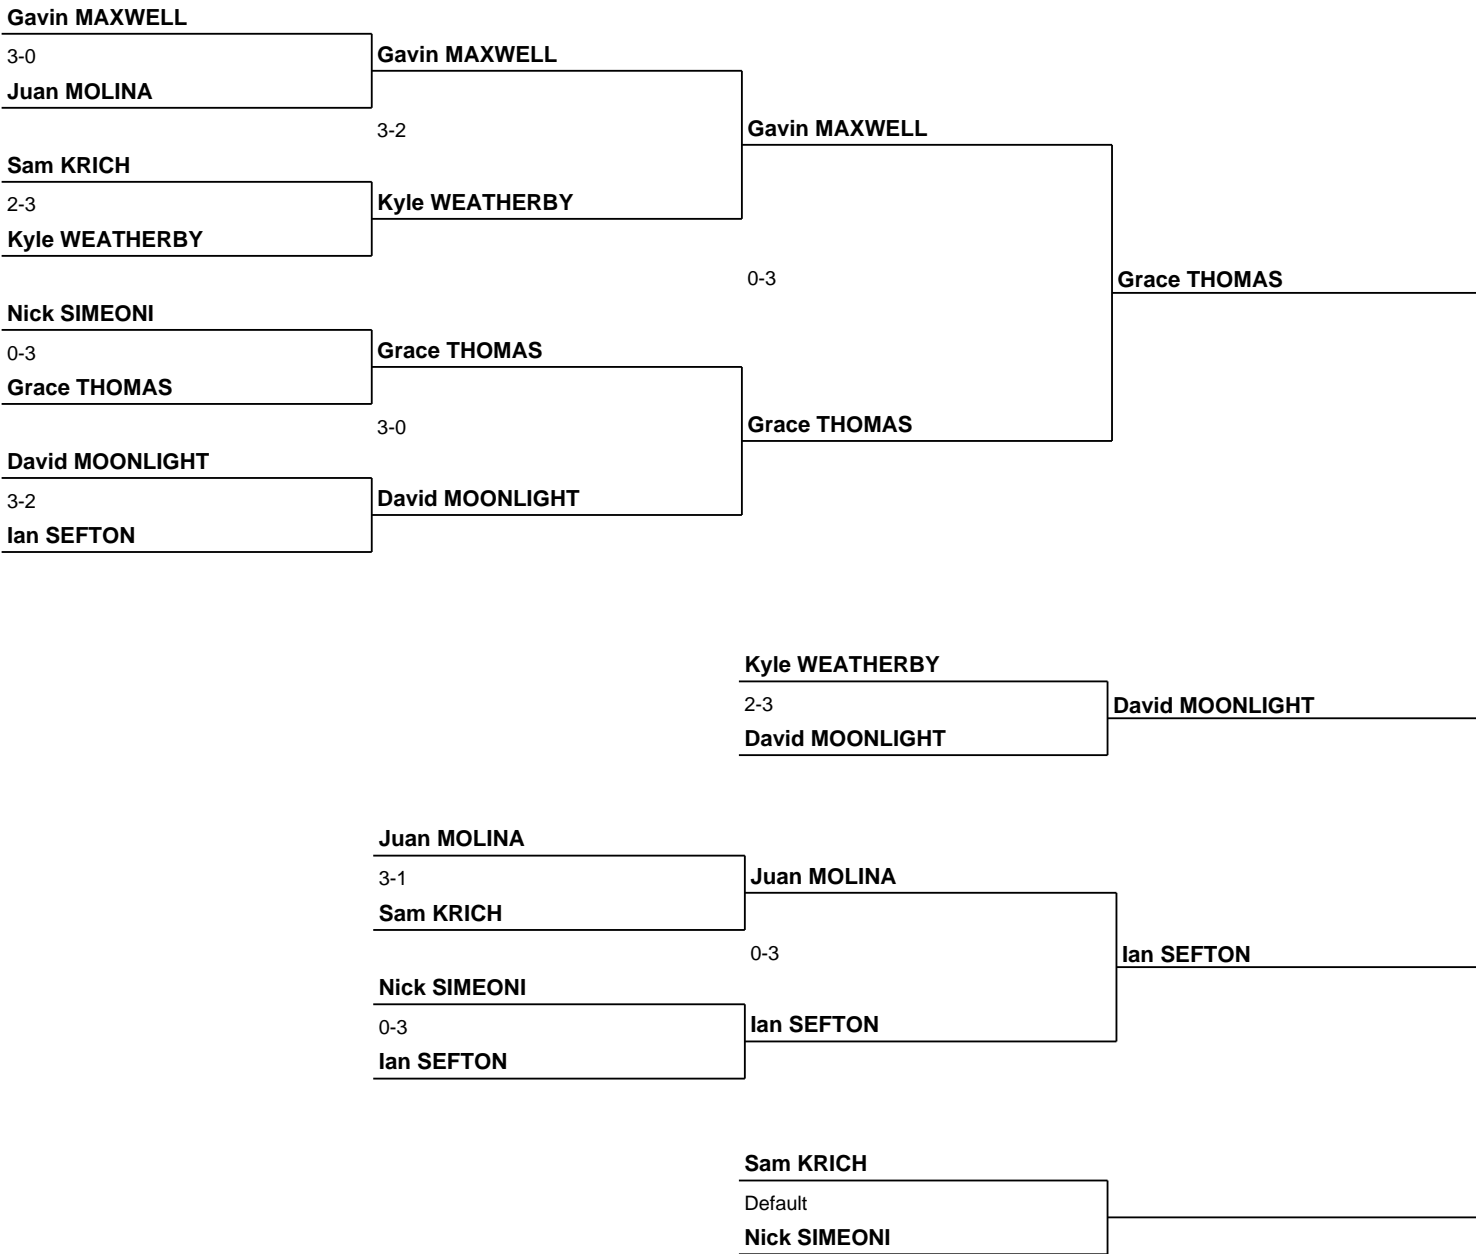 Gavin MAXWELL
3-0
Gavin MAXWELL
Juan MOLINA
3-2
Gavin MAXWELL
Sam KRICH
2-3
Kyle WEATHERBY
Kyle WEATHERBY
0-3
Grace THOMAS
Nick SIMEONI
0-3
Grace THOMAS
Grace THOMAS
3-0
Grace THOMAS
David MOONLIGHT
3-2
David MOONLIGHT
Ian SEFTON
Kyle WEATHERBY
2-3
David MOONLIGHT
David MOONLIGHT
Juan MOLINA
3-1
Juan MOLINA
Sam KRICH
0-3
Ian SEFTON
Nick SIMEONI
0-3
Ian SEFTON
Ian SEFTON
Sam KRICH
Default
Nick SIMEONI